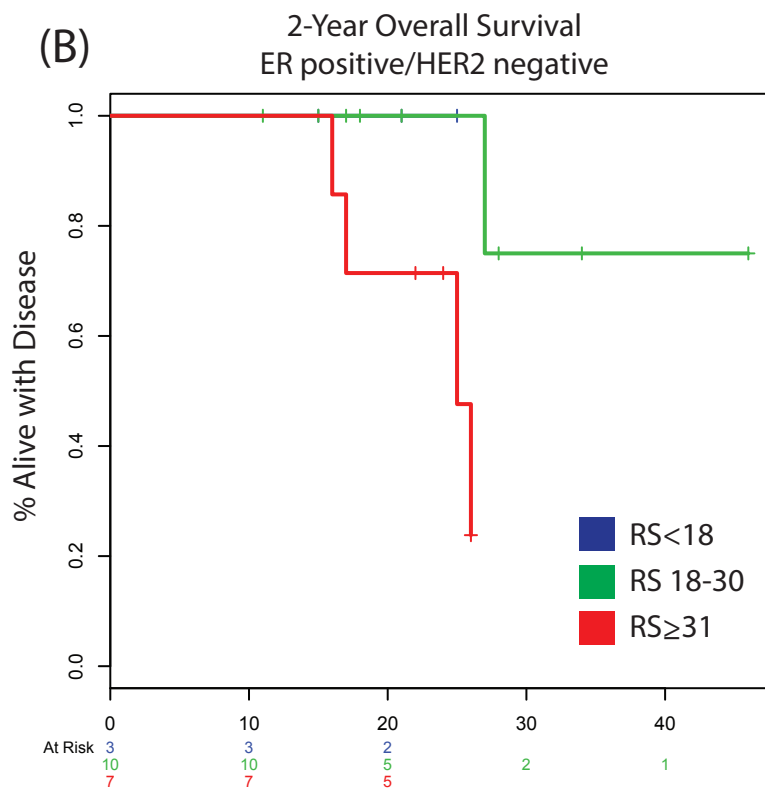 (B)
2-Year Overall Survival
ER positive/HER2 negative
% Alive with Disease
1.0
0.8
0.6
0.4
0.2
0.0
RS<18
RS 18-30
RS≥31
0 10 20 30 40
At Risk 3 3 2
10 10 5 2 1
7 7 5